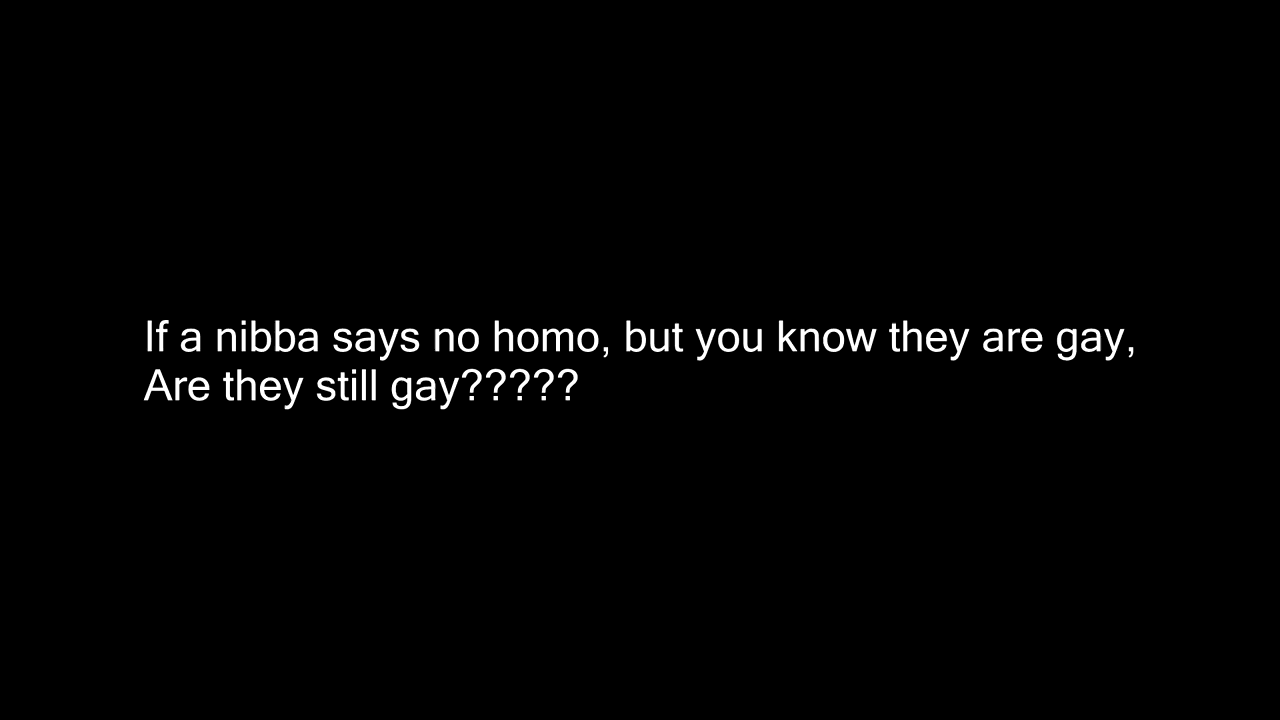 If a nibba says no homo, but you know they are gay,
Are they still gay?????